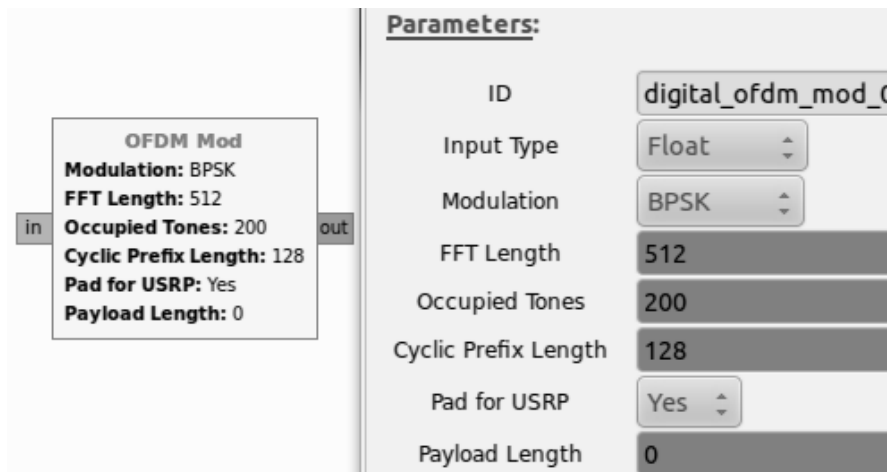 OFDM Mod
Modulation: BPSK
FFT Length: 512
in
Occupied Tones: 200
out
Cyclic Prefix Length: 128
Pad for USRP: Yes
Payload Length: 0
Parameters:
ID digital_ofdm_mod_0
Input Type Float
Modulation BPSK
FFT Length 512
Occupied Tones 200
Cyclic Prefix Length 128
Pad for USRP Yes
Payload Length 0